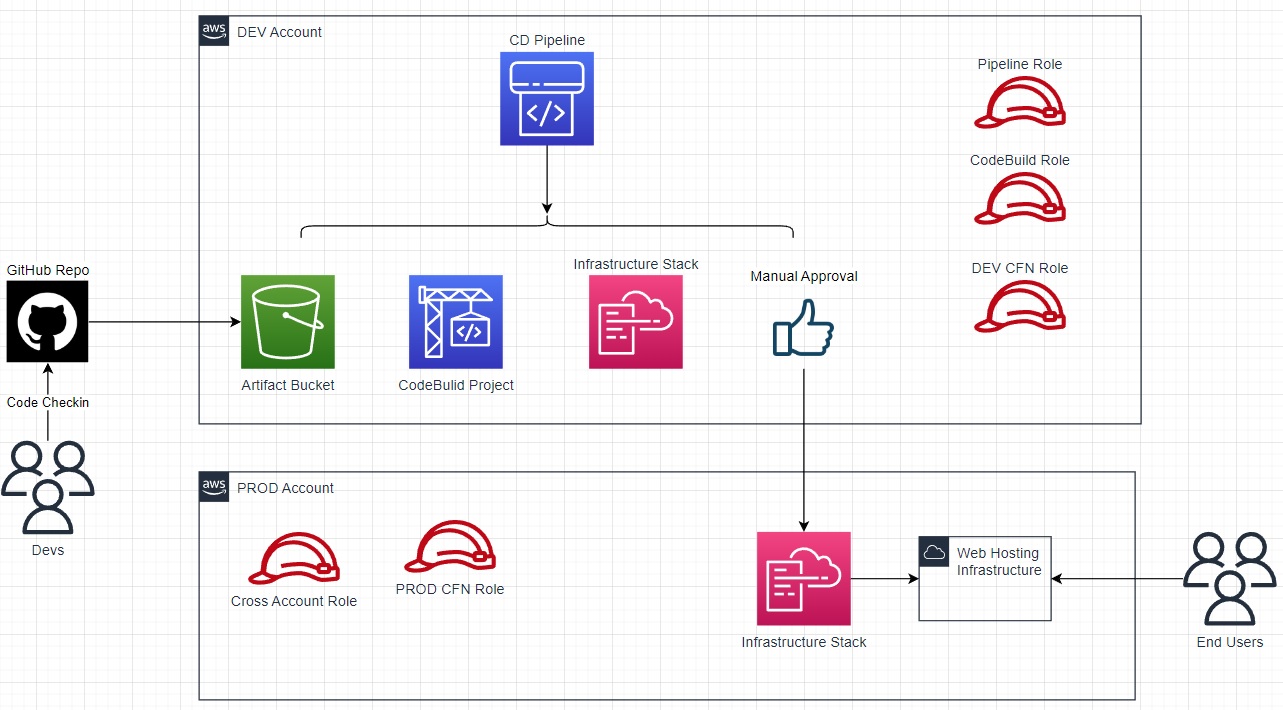 aws
DEV Account
CD Pipeline
</>
Pipeline Role
CodeBuild Role
DEV CFN Role
GitHub Repo
Infrastructure Stack
Manual Approval
</>
Artifact Bucket
CodeBulid Project
Code Checkin
Devs
aws
PROD Account
Cross Account Role
PROD CFN Role
Infrastructure Stack
Web Hosting
Infrastructure
End Users